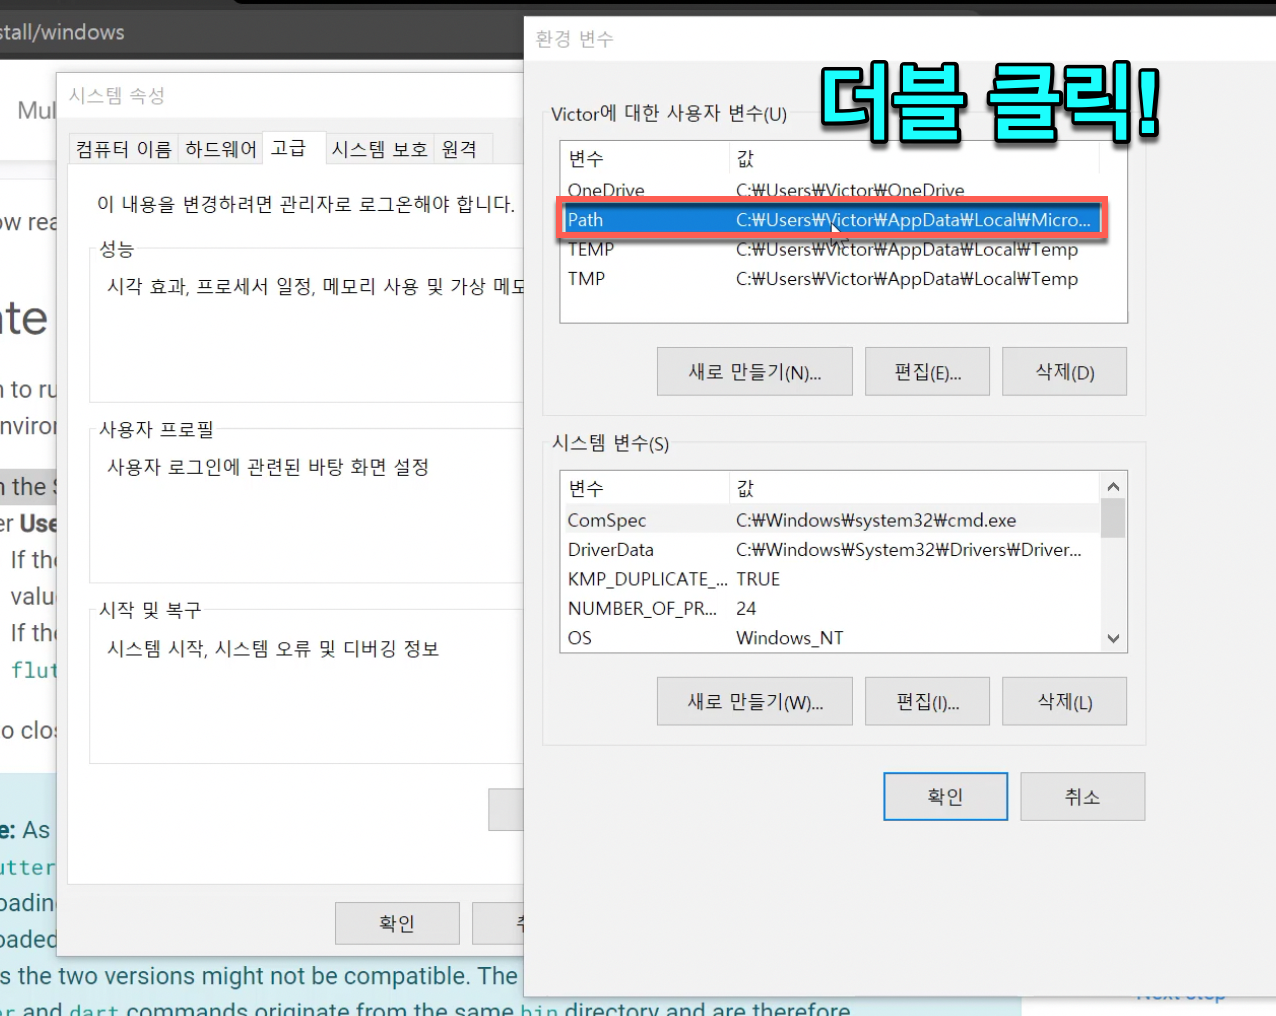 stall/windows
환경 변수
더블 클릭!
시스템 속성
Victor에 대한 사용자 변수(U)
컴퓨터 이름 하드웨어 고급 시스템 보호 원격
변수 값
OneDrive C:₩Users₩Victor₩OneDrive
Path C:₩Users₩Victor₩AppData₩Local₩Micro...
TEMP C:₩Users₩Victor₩AppData₩Local₩Temp
TMP C:₩Users₩Victor₩AppData₩Local₩Temp
새로 만들기(N)... 편집(E)... 삭제(D)
이 내용을 변경하려면 관리자로 로그온해야 합니다.
성능
시각 효과, 프로세서 일정, 메모리 사용 및 가상 메모
사용자 프로필
사용자 로그인에 관련된 바탕 화면 설정
시작 및 복구
시스템 시작, 시스템 오류 및 디버깅 정보
시스템 변수(S)
변수 값
ComSpec C:₩Windows₩system32₩cmd.exe
DriverData C:₩Windows₩System32₩Drivers₩Driver...
KMP_DUPLICATE_... TRUE
NUMBER_OF_PR... 24
OS Windows_NT
새로 만들기(W)... 편집(I)... 삭제(L)
확인 취소
확인
Mul
ow rea
ate
n to ru
nviron
n the S
er Use
If the
valu
If the
flut
o clos
e: As
utter
oading
oaded
s the two versions might not be compatible. The
er and dart commands originate from the same bin directory and are therefore
Next step